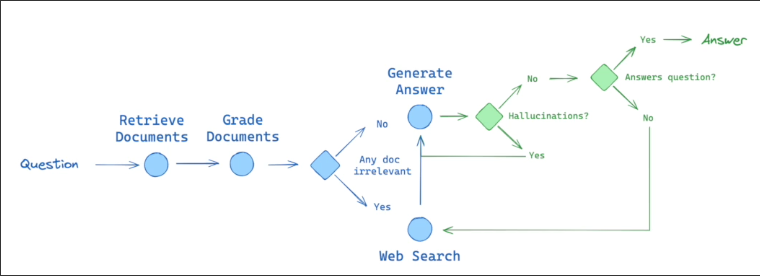 Question
Retrieve
Documents
Grade
Documents
Any doc
irrelevant
No
Yes
Generate
Answer
Web Search
Hallucinations?
No
Yes
Answers question?
Yes
No
Answer